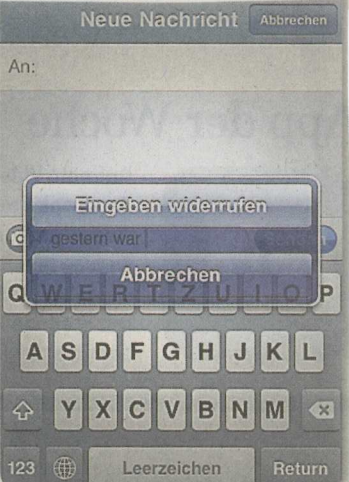 Neue Nachricht Abbrechen
An:
Eingeben widerrufen
gestern war
Abbrechen
Q W E R T Z U I O P
A S D F G H J K L
Y X C V B N M
123 Leerzeichen Return